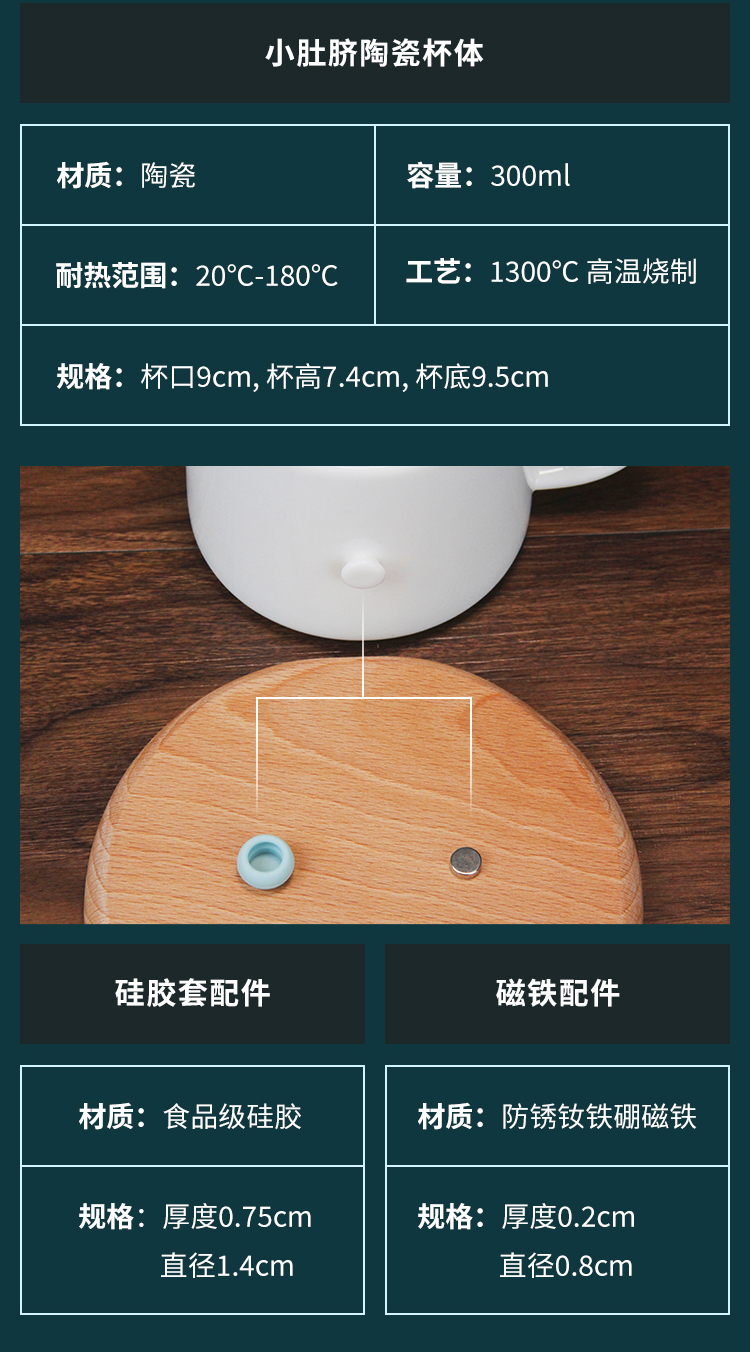 小肚脐陶瓷杯体
材质：陶瓷
容量：300ml
耐热范围：20℃-180℃
工艺：1300℃ 高温烧制
规格：杯口9cm, 杯高7.4cm, 杯底9.5cm
硅胶套配件
磁铁配件
材质：食品级硅胶
材质：防锈钕铁硼磁铁
规格：厚度0.75cm
直径1.4cm
规格：厚度0.2cm
直径0.8cm